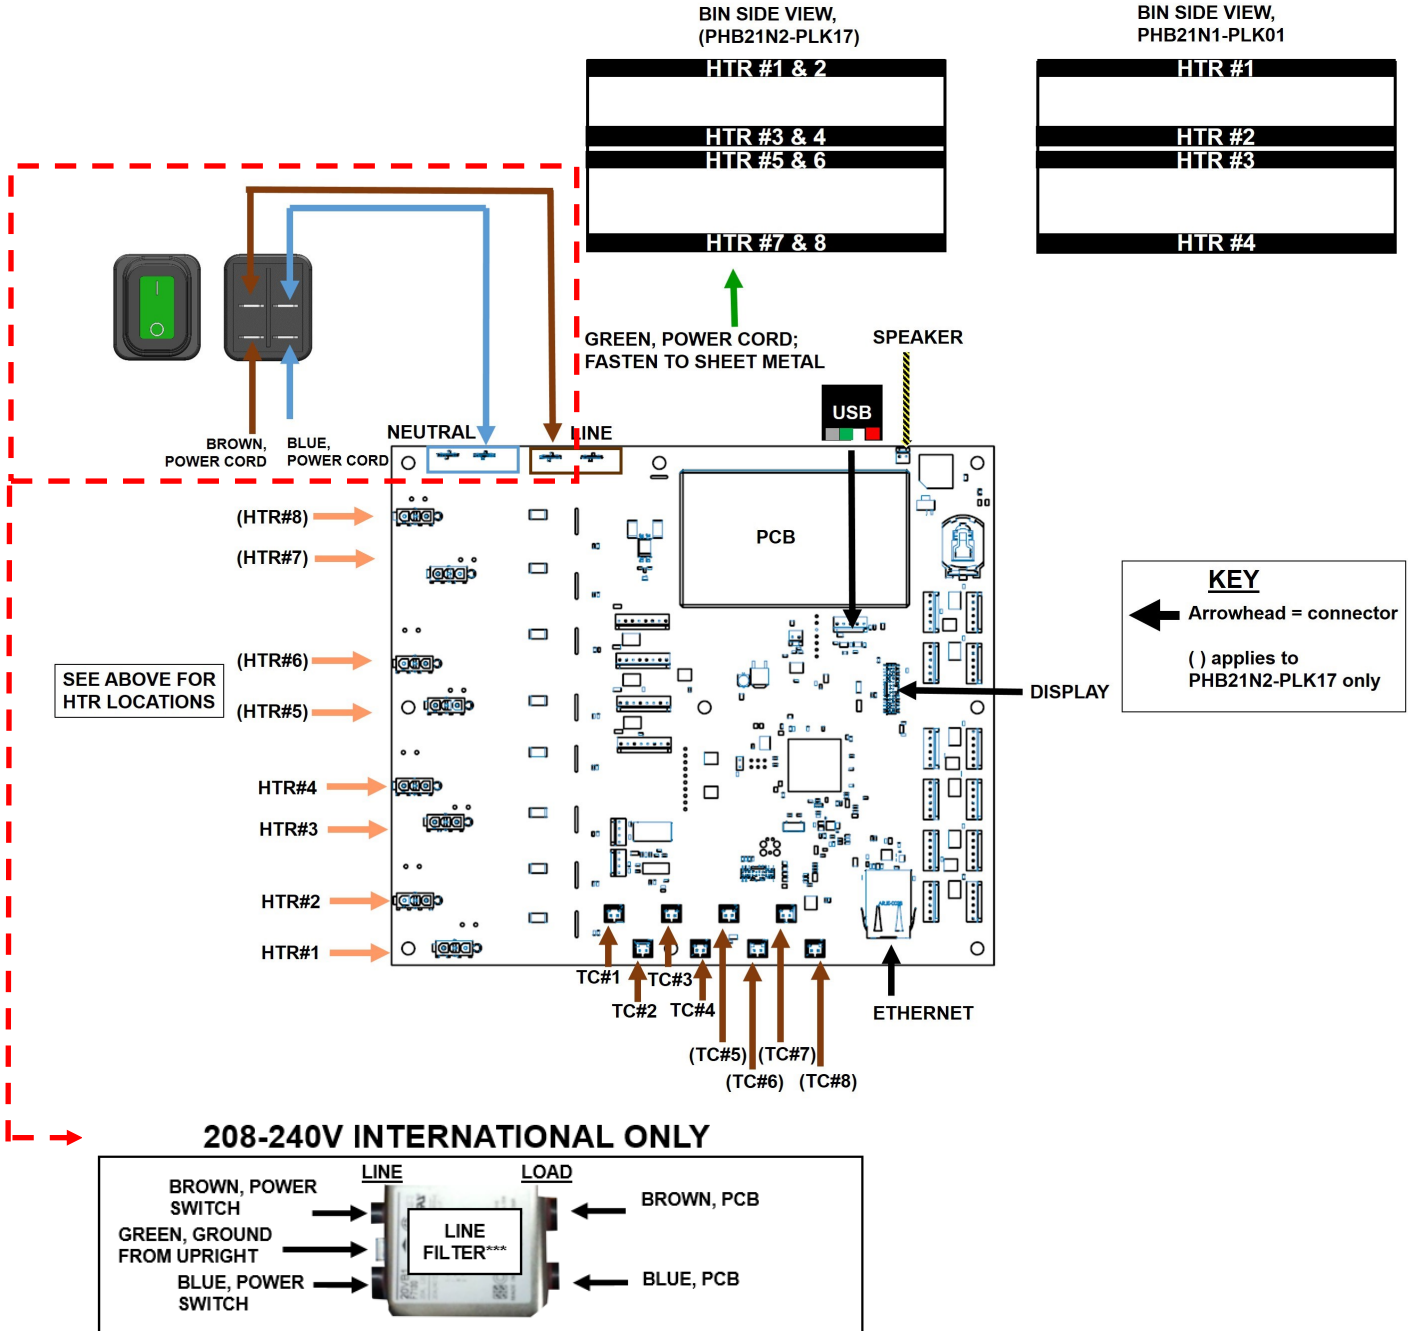 BIN SIDE VIEW,
(PHB21N2-PLK17)
BIN SIDE VIEW,
PHB21N1-PLK01
HTR #1 & 2
HTR #3 & 4
HTR #5 & 6
HTR #7 & 8
HTR #1
HTR #2
HTR #3
HTR #4
GREEN, POWER CORD;
FASTEN TO SHEET METAL
SPEAKER
USB
BROWN,
POWER CORD
BLUE,
POWER CORD
NEUTRAL
LINE
PCB
(HTR#8)
(HTR#7)
(HTR#6)
(HTR#5)
HTR#4
HTR#3
HTR#2
HTR#1
SEE ABOVE FOR
HTR LOCATIONS
KEY
Arrowhead = connector
( ) applies to
PHB21N2-PLK17 only
DISPLAY
TC#1
TC#2
TC#3
TC#4
(TC#5)
(TC#6)
(TC#7)
(TC#8)
ETHERNET
208-240V INTERNATIONAL ONLY
LINE
LOAD
BROWN, POWER
SWITCH
GREEN, GROUND
FROM UPRIGHT
BLUE, POWER
SWITCH
LINE
FILTER***
BROWN, PCB
BLUE, PCB